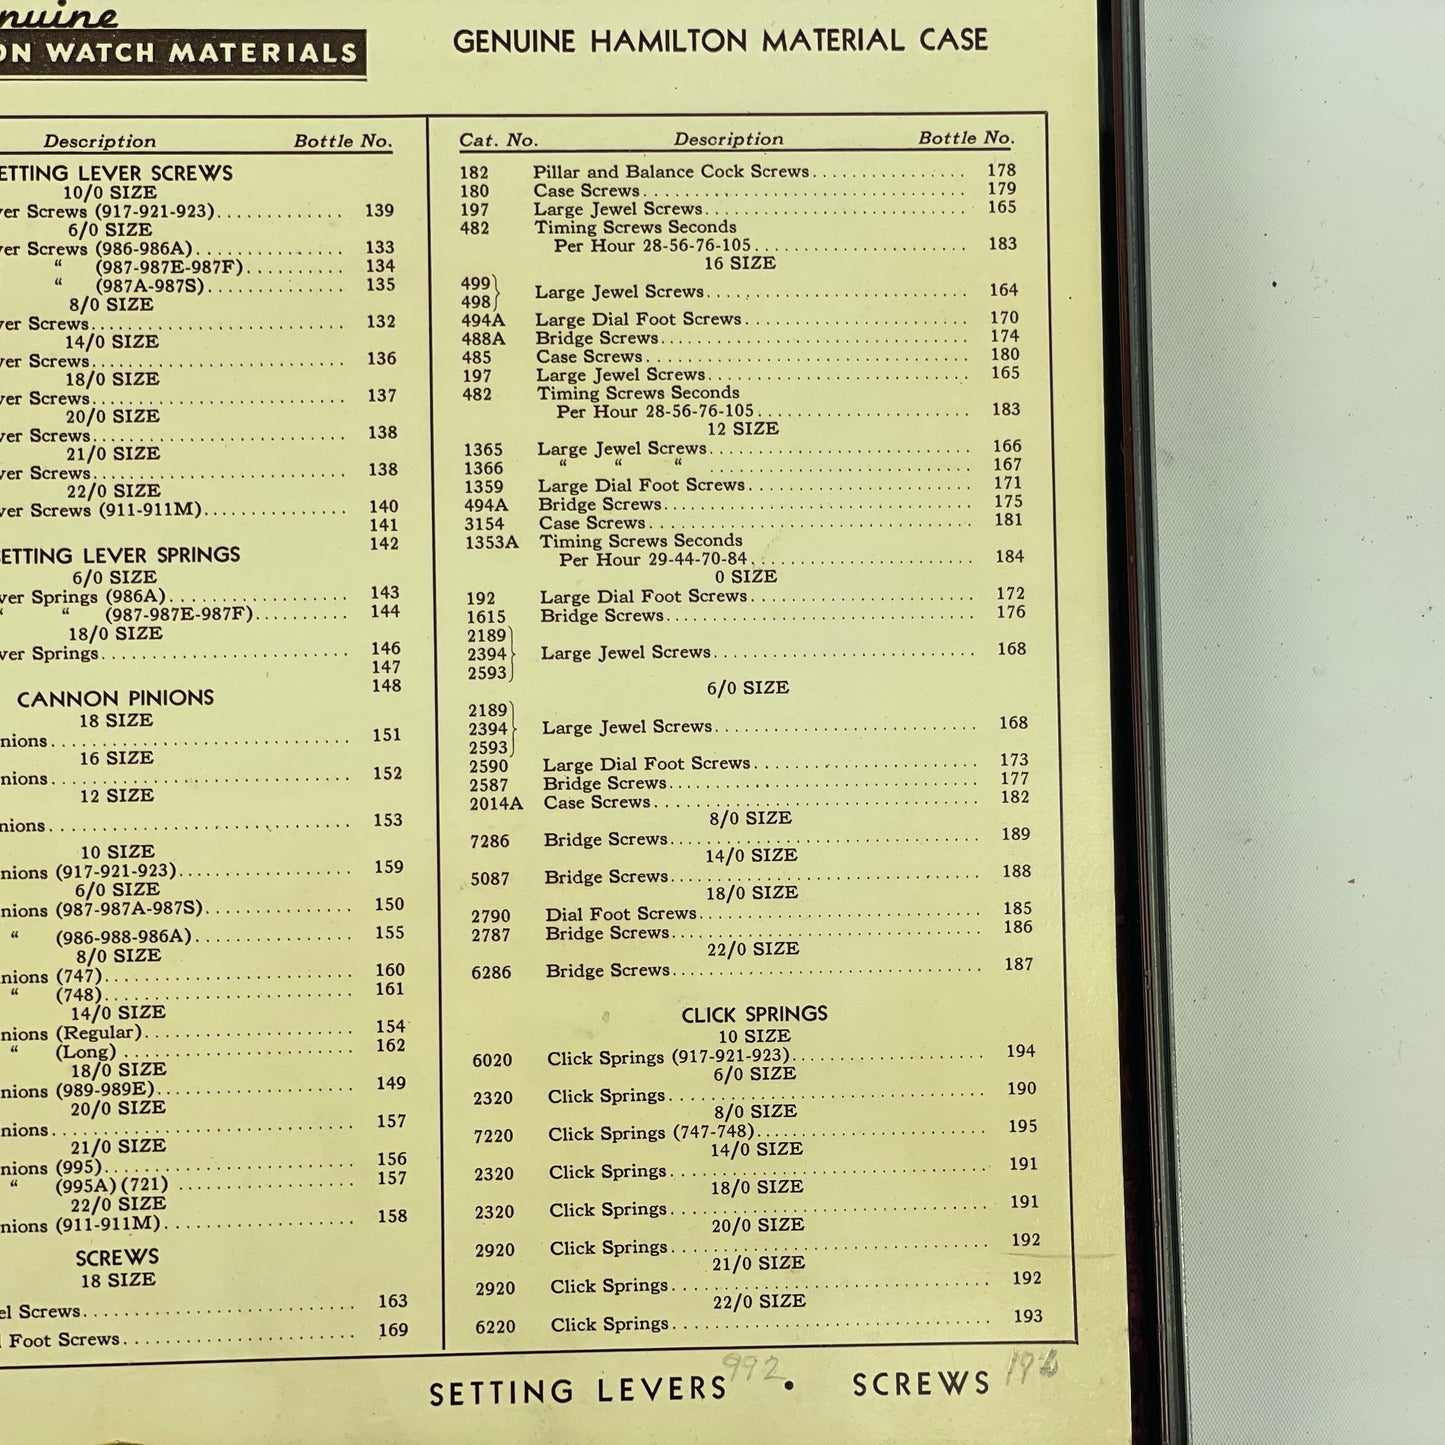 nuine
ON WATCH MATERIALS
GENUINE HAMILTON MATERIAL CASE
Description Bottle No.
ETTING LEVER SCREWS
10/0 SIZE
ver Screws (917-921-923)............. 139
6/0 SIZE
ver Screws (986-986A)............. 133
“ (987-987E-987F).......... 134
“ (987A-987S)............. 135
8/0 SIZE
ver Screws............. 132
14/0 SIZE
ver Screws............. 136
18/0 SIZE
ver Screws............. 137
20/0 SIZE
ver Screws............. 138
21/0 SIZE
ver Screws............. 138
22/0 SIZE
ver Screws (911-911M)............. 140
141
142
ETTING LEVER SPRINGS
6/0 SIZE
ver Springs (986A)............. 143
“ “ (987-987E-987F).......... 144
18/0 SIZE
ver Springs............. 146
147
148
CANNON PINIONS
18 SIZE
nions............. 151
16 SIZE
nions............. 152
12 SIZE
nions............. 153
10 SIZE
nions (917-921-923)............. 159
6/0 SIZE
nions (987-987A-987S)............. 150
“ (986-988-986A)............. 155
8/0 SIZE
nions (747)............. 160
“ (748)............. 161
14/0 SIZE
nions (Regular)............. 154
“ (Long) ............. 162
18/0 SIZE
nions (989-989E)............. 149
20/0 SIZE
nions............. 157
21/0 SIZE
nions (995)............. 156
“ (995A)(721) ............. 157
22/0 SIZE
nions (911-911M)............. 158
SCREWS
18 SIZE
el Screws............. 163
l Foot Screws............. 169
Cat. No. Description Bottle No.
182 Pillar and Balance Cock Screws............. 178
180 Case Screws............. 179
197 Large Jewel Screws............. 165
482 Timing Screws Seconds
Per Hour 28-56-76-105............. 183
16 SIZE
499}
498} Large Jewel Screws............. 164
494A Large Dial Foot Screws............. 170
488A Bridge Screws............. 174
485 Case Screws............. 180
197 Large Jewel Screws............. 165
482 Timing Screws Seconds
Per Hour 28-56-76-105............. 183
12 SIZE
1365 Large Jewel Screws............. 166
1366 “ “ “ ............. 167
1359 Large Dial Foot Screws............. 171
494A Bridge Screws............. 175
3154 Case Screws............. 181
1353A Timing Screws Seconds
Per Hour 29-44-70-84............. 184
0 SIZE
192 Large Dial Foot Screws............. 172
1615 Bridge Screws............. 176
2189}
2394} Large Jewel Screws............. 168
2593}
6/0 SIZE
2189}
2394} Large Jewel Screws............. 168
2593}
2590 Large Dial Foot Screws............. 173
2587 Bridge Screws............. 177
2014A Case Screws............. 182
8/0 SIZE
7286 Bridge Screws............. 189
14/0 SIZE
5087 Bridge Screws............. 188
18/0 SIZE
2790 Dial Foot Screws............. 185
2787 Bridge Screws............. 186
22/0 SIZE
6286 Bridge Screws............. 187
CLICK SPRINGS
10 SIZE
6020 Click Springs (917-921-923)............. 194
6/0 SIZE
2320 Click Springs............. 190
8/0 SIZE
7220 Click Springs (747-748)............. 195
14/0 SIZE
2320 Click Springs............. 191
18/0 SIZE
2320 Click Springs............. 191
20/0 SIZE
2920 Click Springs............. 192
21/0 SIZE
2920 Click Springs............. 192
22/0 SIZE
6220 Click Springs............. 193
SETTING LEVERS 992 • SCREWS